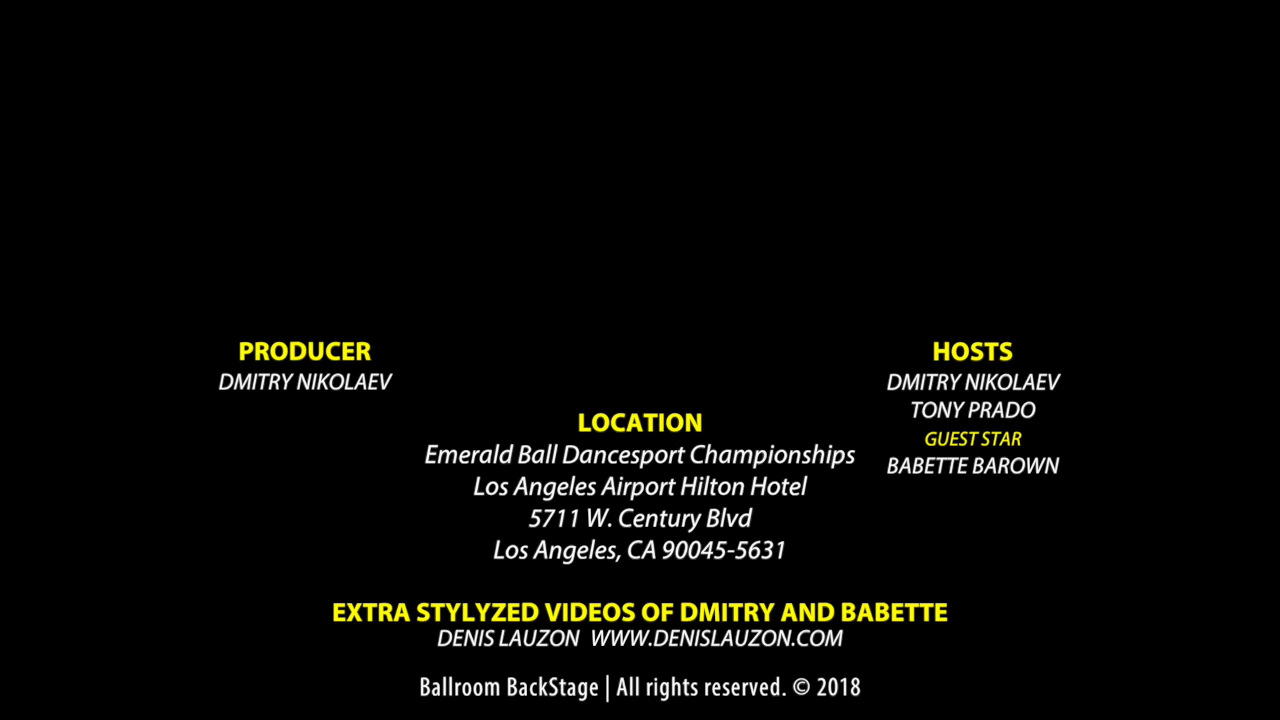 PRODUCER
DMITRY NIKOLAEV
HOSTS
DMITRY NIKOLAEV
TONY PRADO
GUEST STAR
BABETTE BAROWN
LOCATION
Emerald Ball Dancesport Championships
Los Angeles Airport Hilton Hotel
5711 W. Century Blvd
Los Angeles, CA 90045-5631
EXTRA STYLYZED VIDEOS OF DMITRY AND BABETTE
DENIS LAUZON WWW.DENISLAUZON.COM
Ballroom BackStage | All rights reserved. © 2018